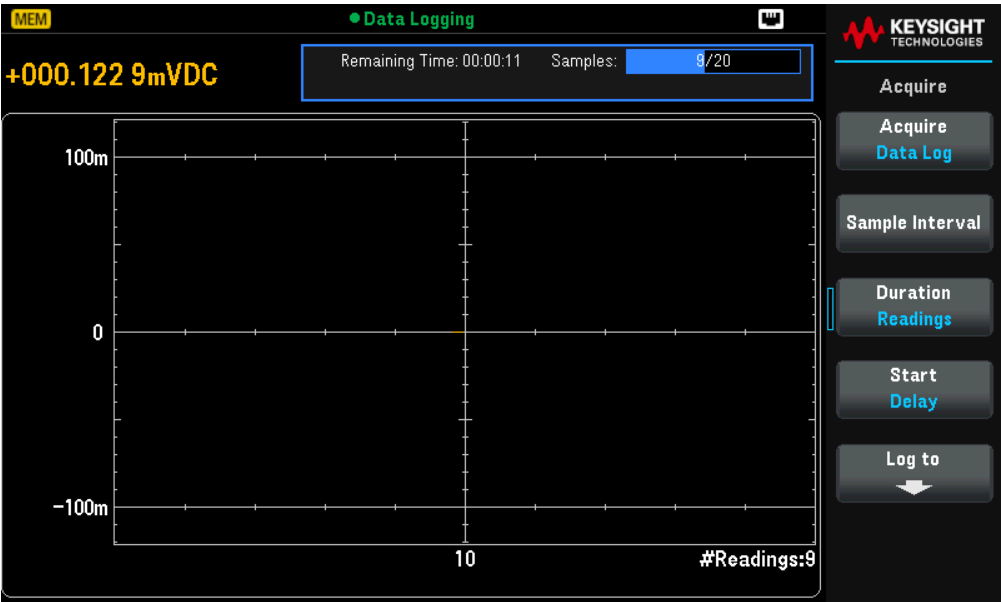 MEM
Data Logging
KEYSIGHT
TECHNOLOGIES
+000.122 9mVDC
Remaining Time: 00:00:11 Samples: 9/20
Acquire
Acquire
Data Log
Sample Interval
Duration
Readings
Start
Delay
Log to
100m
0
-100m
10
#Readings:9